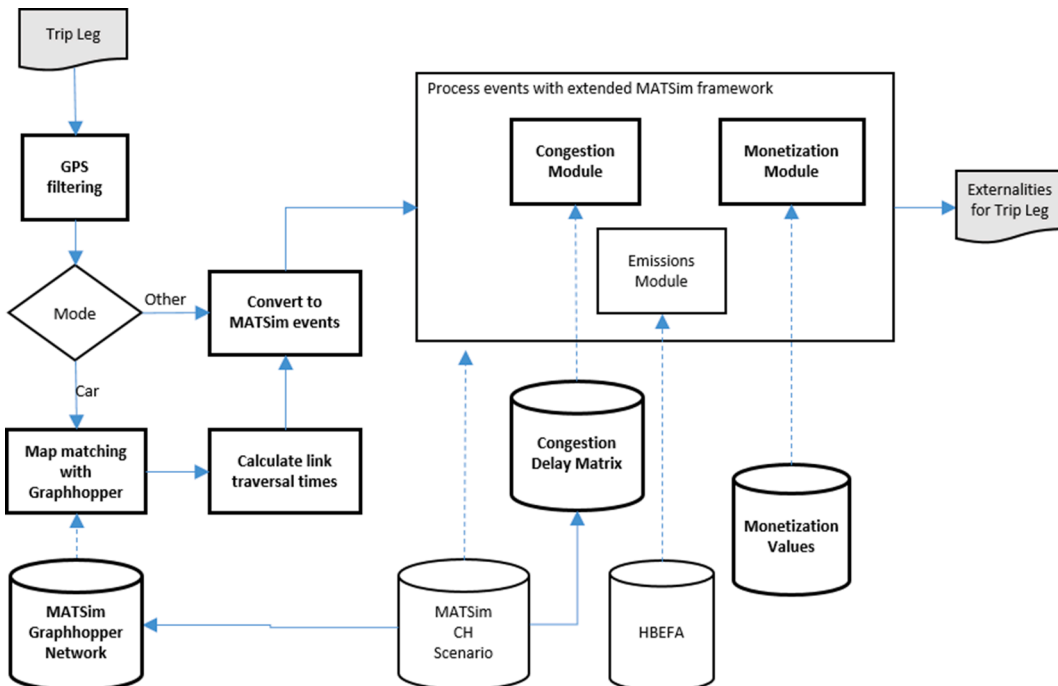 Trip Leg
GPS
filtering
Mode
Other
Car
Map matching
with
Graphhopper
MATSim
Graphhopper
Network
Convert to
MATSim events
Calculate link
traversal times
Process events with extended MATSim framework
Congestion
Module
Monetization
Module
Emissions
Module
Externalities
for Trip Leg
Congestion
Delay Matrix
Monetization
Values
MATSim
CH
Scenario
HBEFA